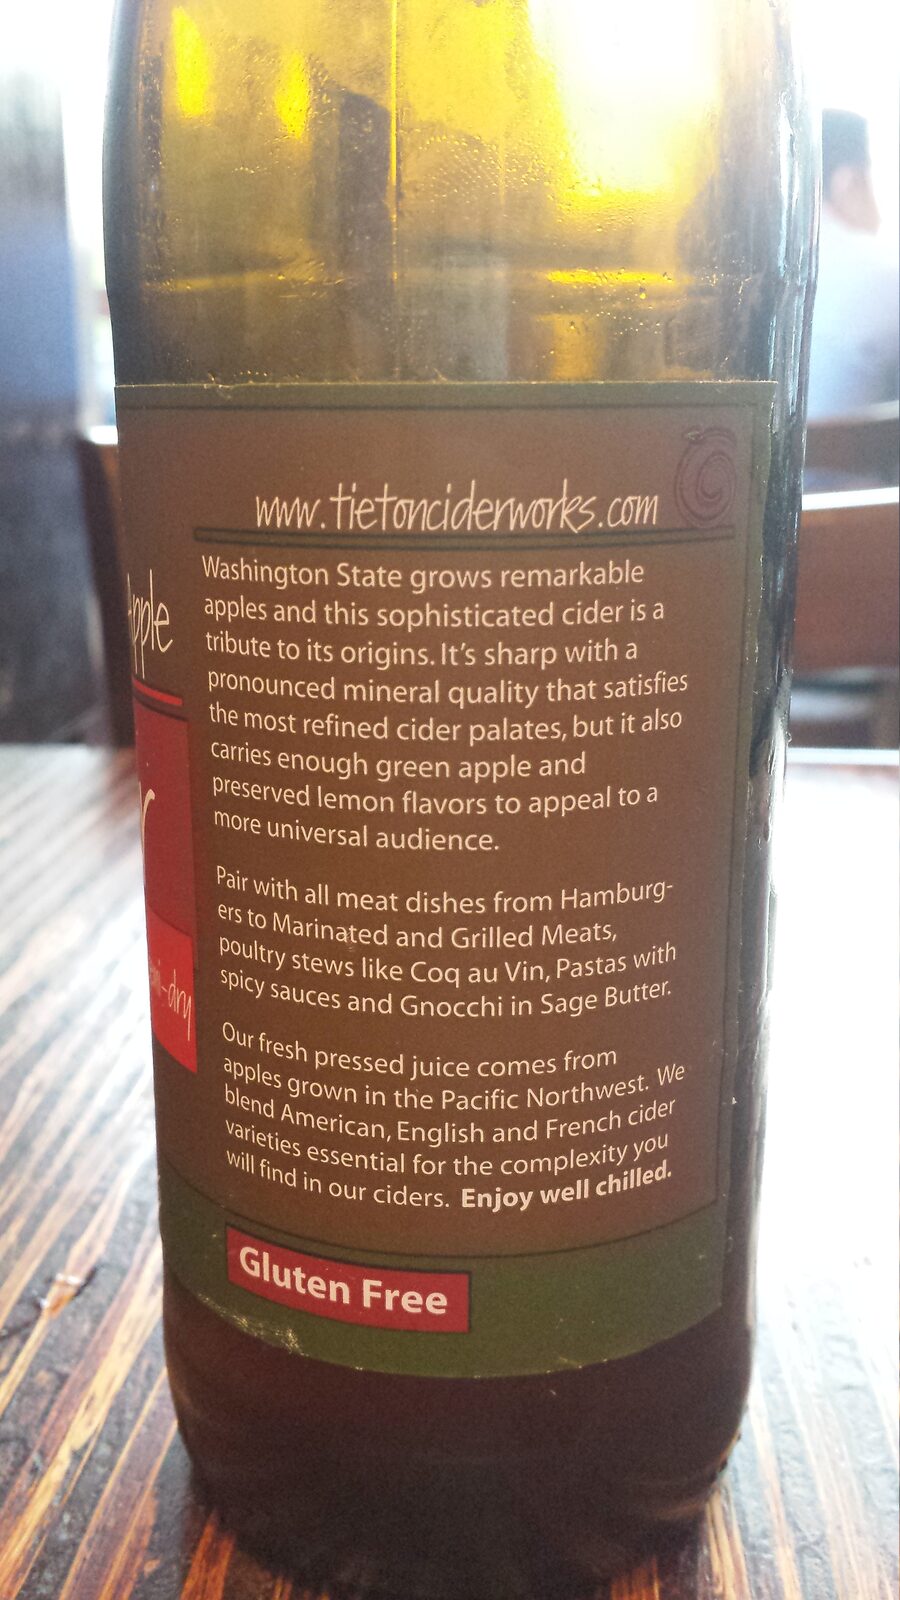 www.tietonciderworks.com
Washington State grows remarkable
apples and this sophisticated cider is a
tribute to its origins. It's sharp with a
pronounced mineral quality that satisfies
the most refined cider palates, but it also
carries enough green apple and
preserved lemon flavors to appeal to a
more universal audience.
Pair with all meat dishes from Hamburg-
ers to Marinated and Grilled Meats,
poultry stews like Coq au Vin, Pastas with
spicy sauces and Gnocchi in Sage Butter.
Our fresh pressed juice comes from
apples grown in the Pacific Northwest. We
blend American, English and French cider
varieties essential for the complexity you
will find in our ciders. Enjoy well chilled.
Gluten Free
Apple